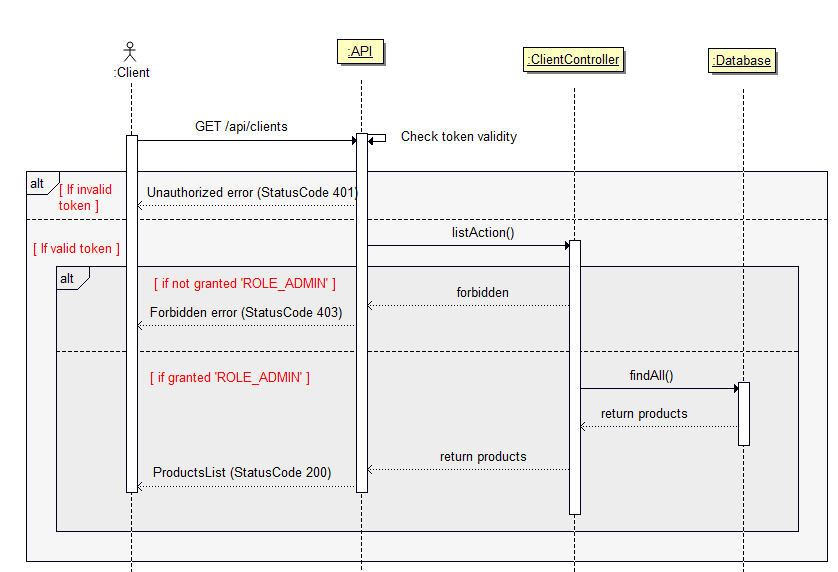 :Client
:API
:ClientController
:Database
GET /api/clients
Check token validity
alt
[ If invalid
token ]
Unauthorized error (StatusCode 401)
[ If valid token ]
listAction()
alt
[ if not granted 'ROLE_ADMIN' ]
forbidden
Forbidden error (StatusCode 403)
[ if granted 'ROLE_ADMIN' ]
findAll()
return products
return products
ProductsList (StatusCode 200)